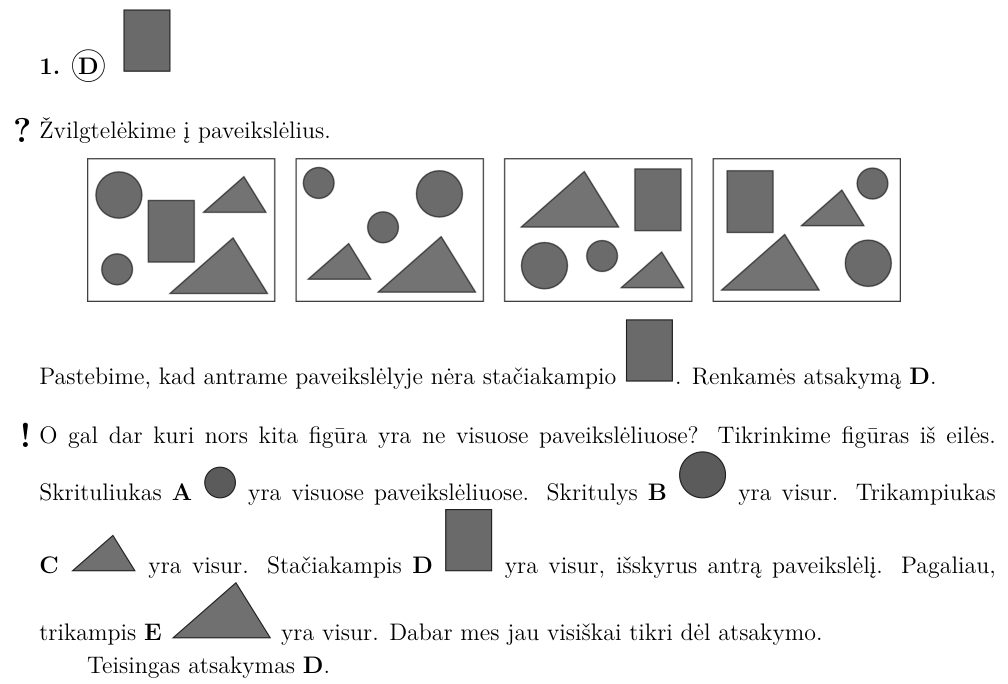 1. D
? Žvilgtelėkime į paveikslėlius.
Pastebime, kad antrame paveikslėlyje nėra stačiakampio . Renkamės atsakymą D.
! O gal dar kuri nors kita figūra yra ne visuose paveikslėliuose? Tikrinkime figūras iš eilės.
Skrituliukas A yra visuose paveikslėliuose. Skritulys B yra visur. Trikampiukas
C yra visur. Stačiakampis D yra visur, išskyrus antrą paveikslėlį. Pagaliau,
trikampis E yra visur. Dabar mes jau visiškai tikri dėl atsakymo.
Teisingas atsakymas D.